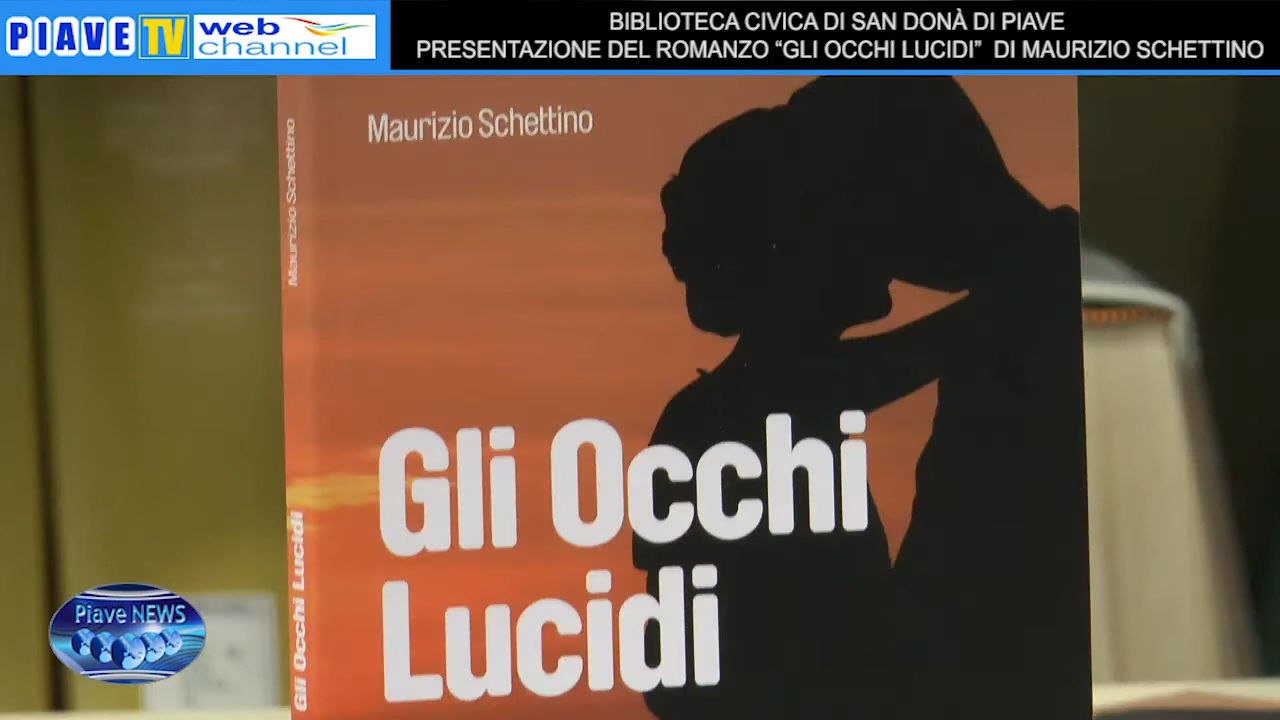 PIAVE TV web channel
BIBLIOTECA CIVICA DI SAN DONÀ DI PIAVE
PRESENTAZIONE DEL ROMANZO “GLI OCCHI LUCIDI” DI MAURIZIO SCHETTINO
Maurizio Schettino
Maurizio Schettino
Gli Occhi
Lucidi
Gli Occhi Lucidi
Piave NEWS